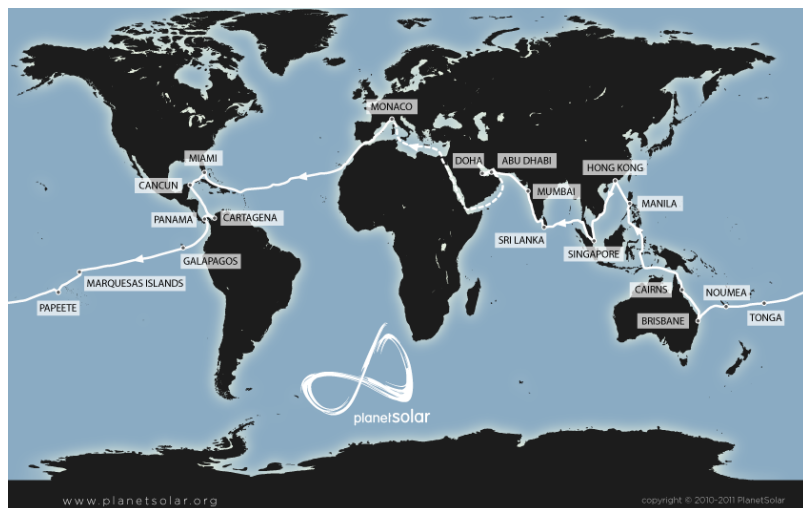 MONACO
MIAMI
DOHA
ABU DHABI
HONG KONG
CANCUN
MUMBAI
MANILA
PANAMA
CARTAGENA
SRI LANKA
SINGAPORE
GALAPAGOS
MARQUESAS ISLANDS
CAIRNS
NOUMEA
PAPEETE
BRISBANE
TONGA
planetsolar
www.planetsolar.org
copyright © 2010-2011 PlanetSolar